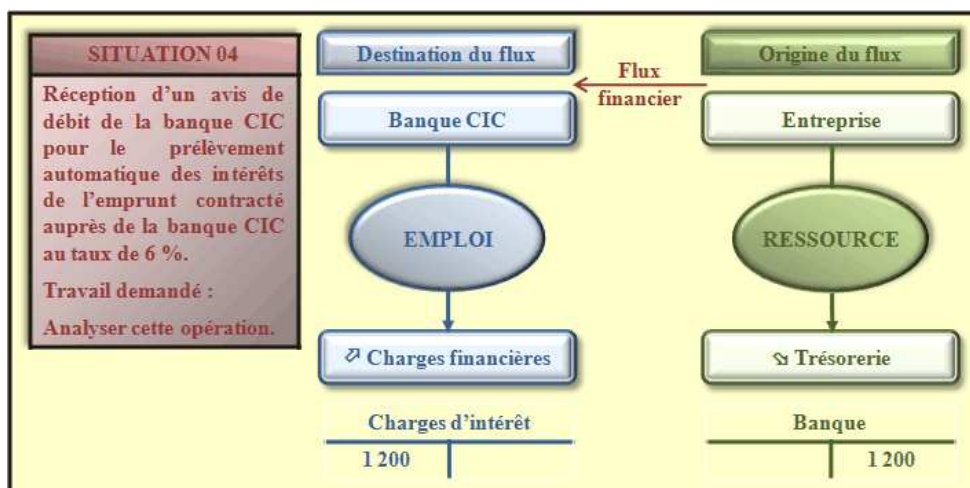 SITUATION 04
Réception d’un avis de
débit de la banque CIC
pour le prélèvement
automatique des intérêts
de l’emprunt contracté
auprès de la banque CIC
au taux de 6 %.
Travail demandé :
Analyser cette opération.
Destination du flux
Flux
financier
Origine du flux
Banque CIC
Entreprise
EMPLOI
RESSOURCE
Charges financières
Trésorerie
Charges d’intérêt
Banque
1 200
1 200